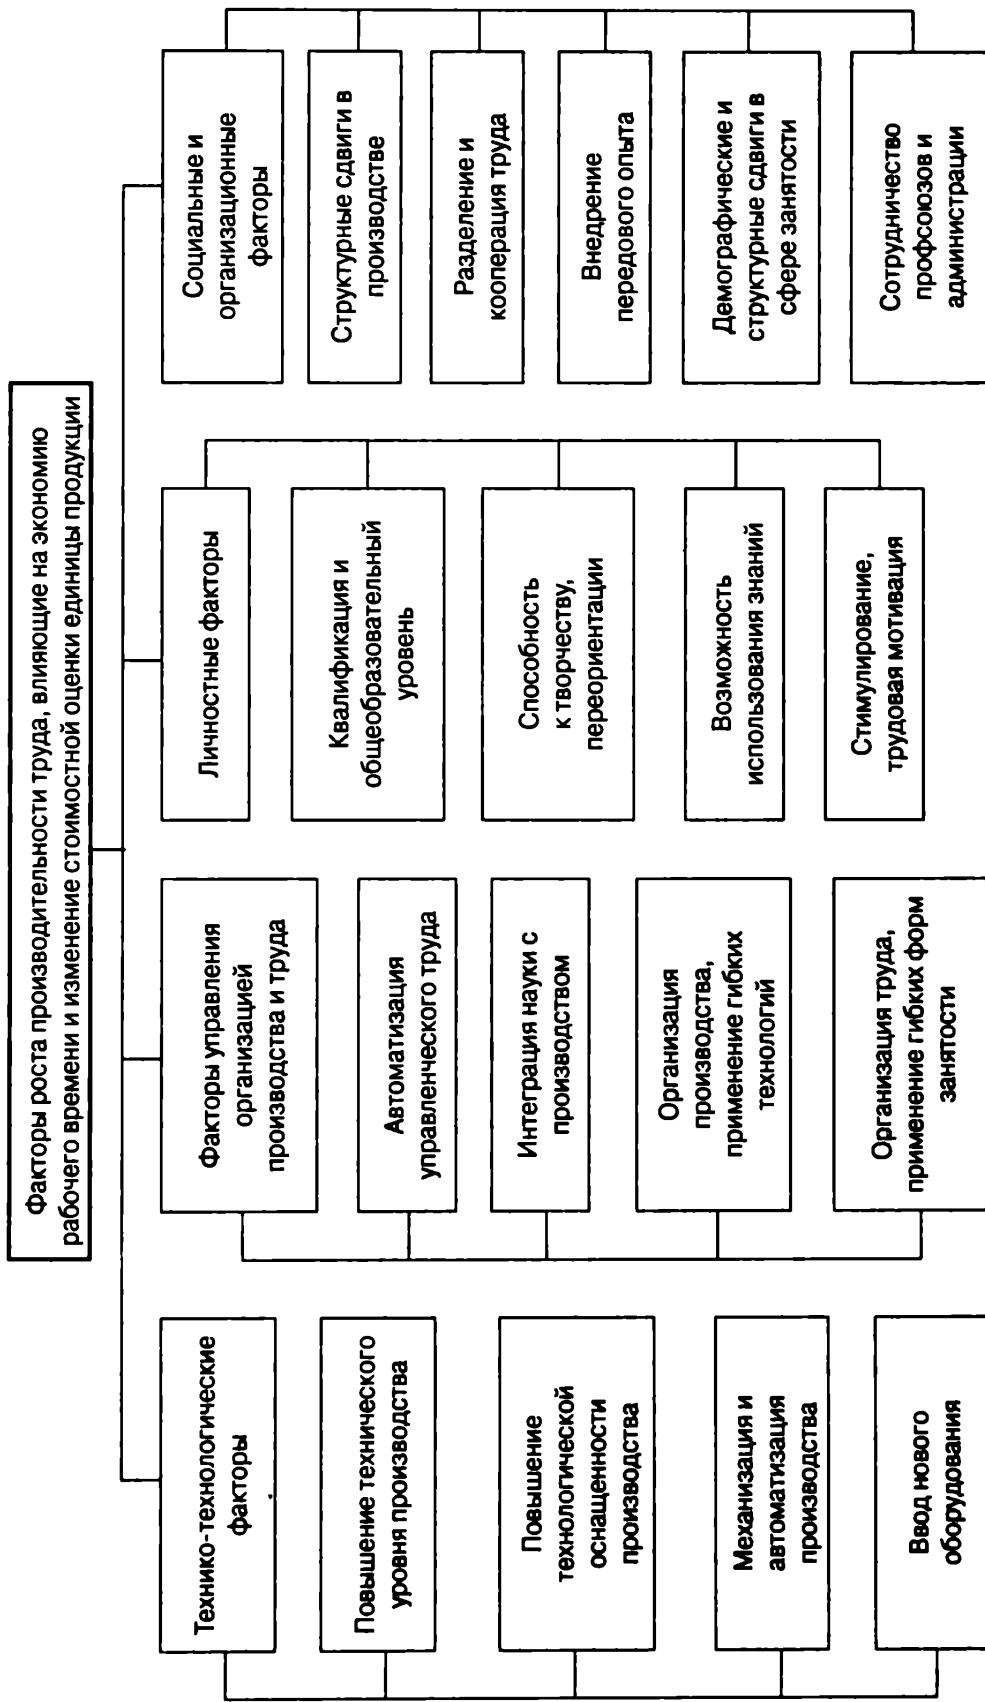 Факторы роста производительности труда, влияющие на экономию
рабочего времени и изменение стоимостной оценки единицы продукции
Технико-технологические
факторы
Повышение технического
уровня производства
Повышение
технологической
оснащенности
производства
Механизация и
автоматизация
производства
Ввод нового
оборудования
Факторы управления
организацией
производства и труда
Автоматизация
управленческого труда
Интеграция науки с
производством
Организация
производства,
применение гибких
технологий
Организация труда,
применение гибких форм
занятости
Личностные факторы
Квалификация и
общеобразовательный
уровень
Способность
к творчеству,
переориентации
Возможность
использования знаний
Стимулирование,
трудовая мотивация
Социальные и
организационные
факторы
Структурные сдвиги в
производстве
Разделение и
кооперация труда
Внедрение
передового опыта
Демографические и
структурные сдвиги в
сфере занятости
Сотрудничество
профсоюзов и
администрации